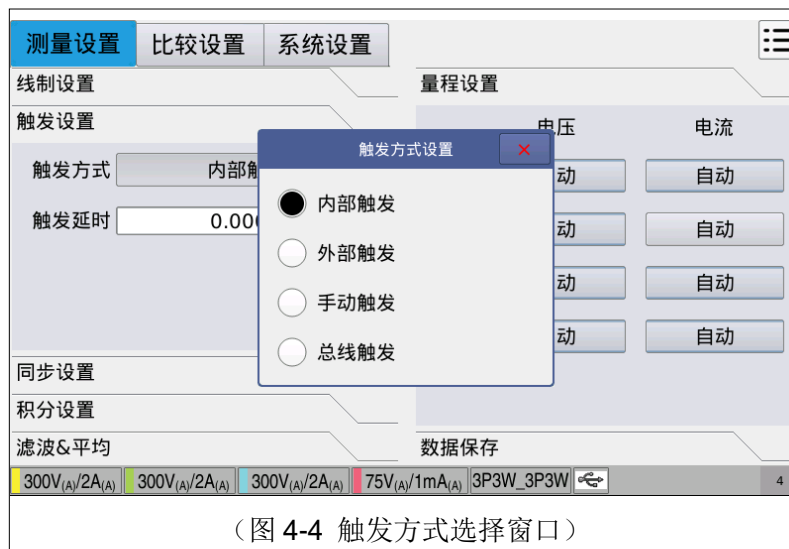 测量设置 比较设置 系统设置
线制设置
量程设置
触发设置
电压 电流
触发方式设置
触发方式 内部触
动 自动
内部触发
触发延时 0.00
动 自动
外部触发
动 自动
手动触发
动 自动
总线触发
同步设置
积分设置
滤波&平均
数据保存
300V(A)/2A(A) 300V(A)/2A(A) 300V(A)/2A(A) 75V(A)/1mA(A) 3P3W_3P3W 4
(图 4-4 触发方式选择窗口)